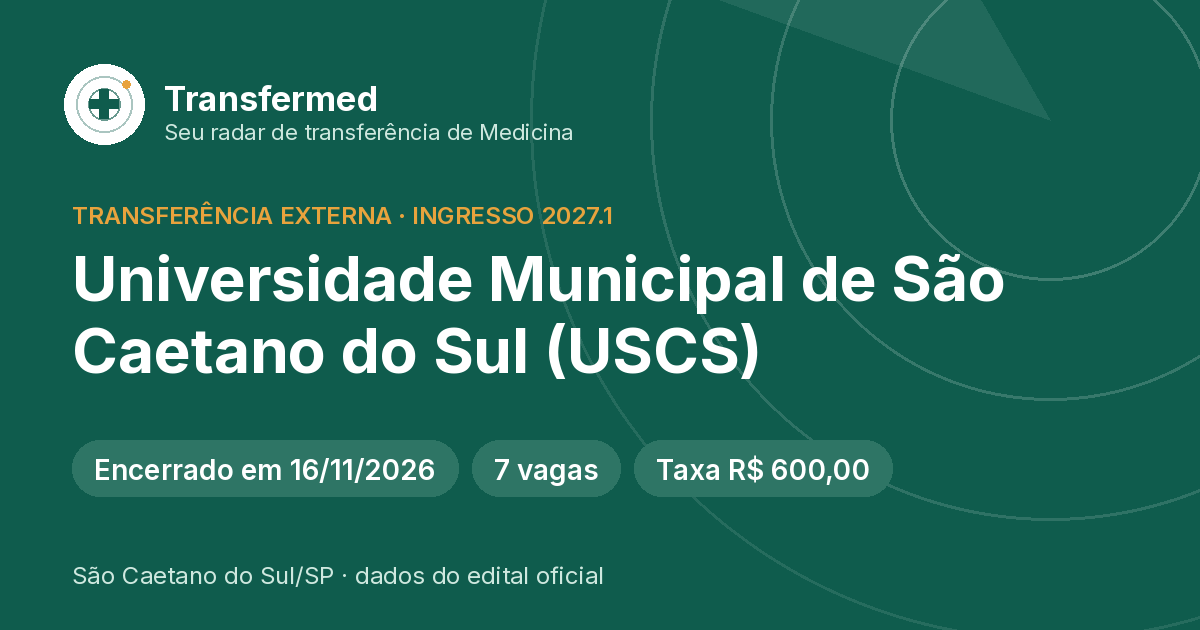 Transfermed
Seu radar de transferência de Medicina
TRANSFERÊNCIA EXTERNA · INGRESSO 2027.1
Universidade Municipal de São
Caetano do Sul (USCS)
Encerrado em 16/11/2026
7 vagas
Taxa R$ 600,00
São Caetano do Sul/SP · dados do edital oficial